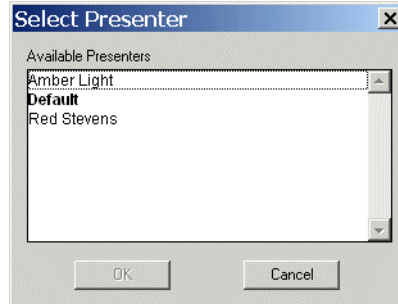 Select Presenter
Available Presenters
Amber Light
Default
Red Stevens
OK
Cancel